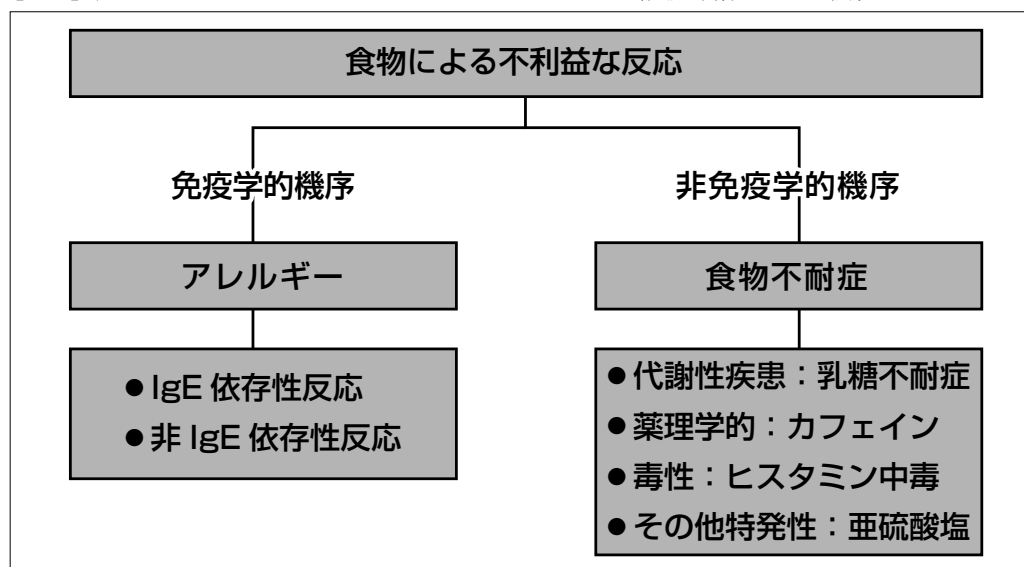 食物による不利益な反応
免疫学的機序
非免疫学的機序
アレルギー
食物不耐症
●IgE 依存性反応
●非 IgE 依存性反応
●代謝性疾患：乳糖不耐症
●薬理学的：カフェイン
●毒性：ヒスタミン中毒
●その他特発性：亜硫酸塩